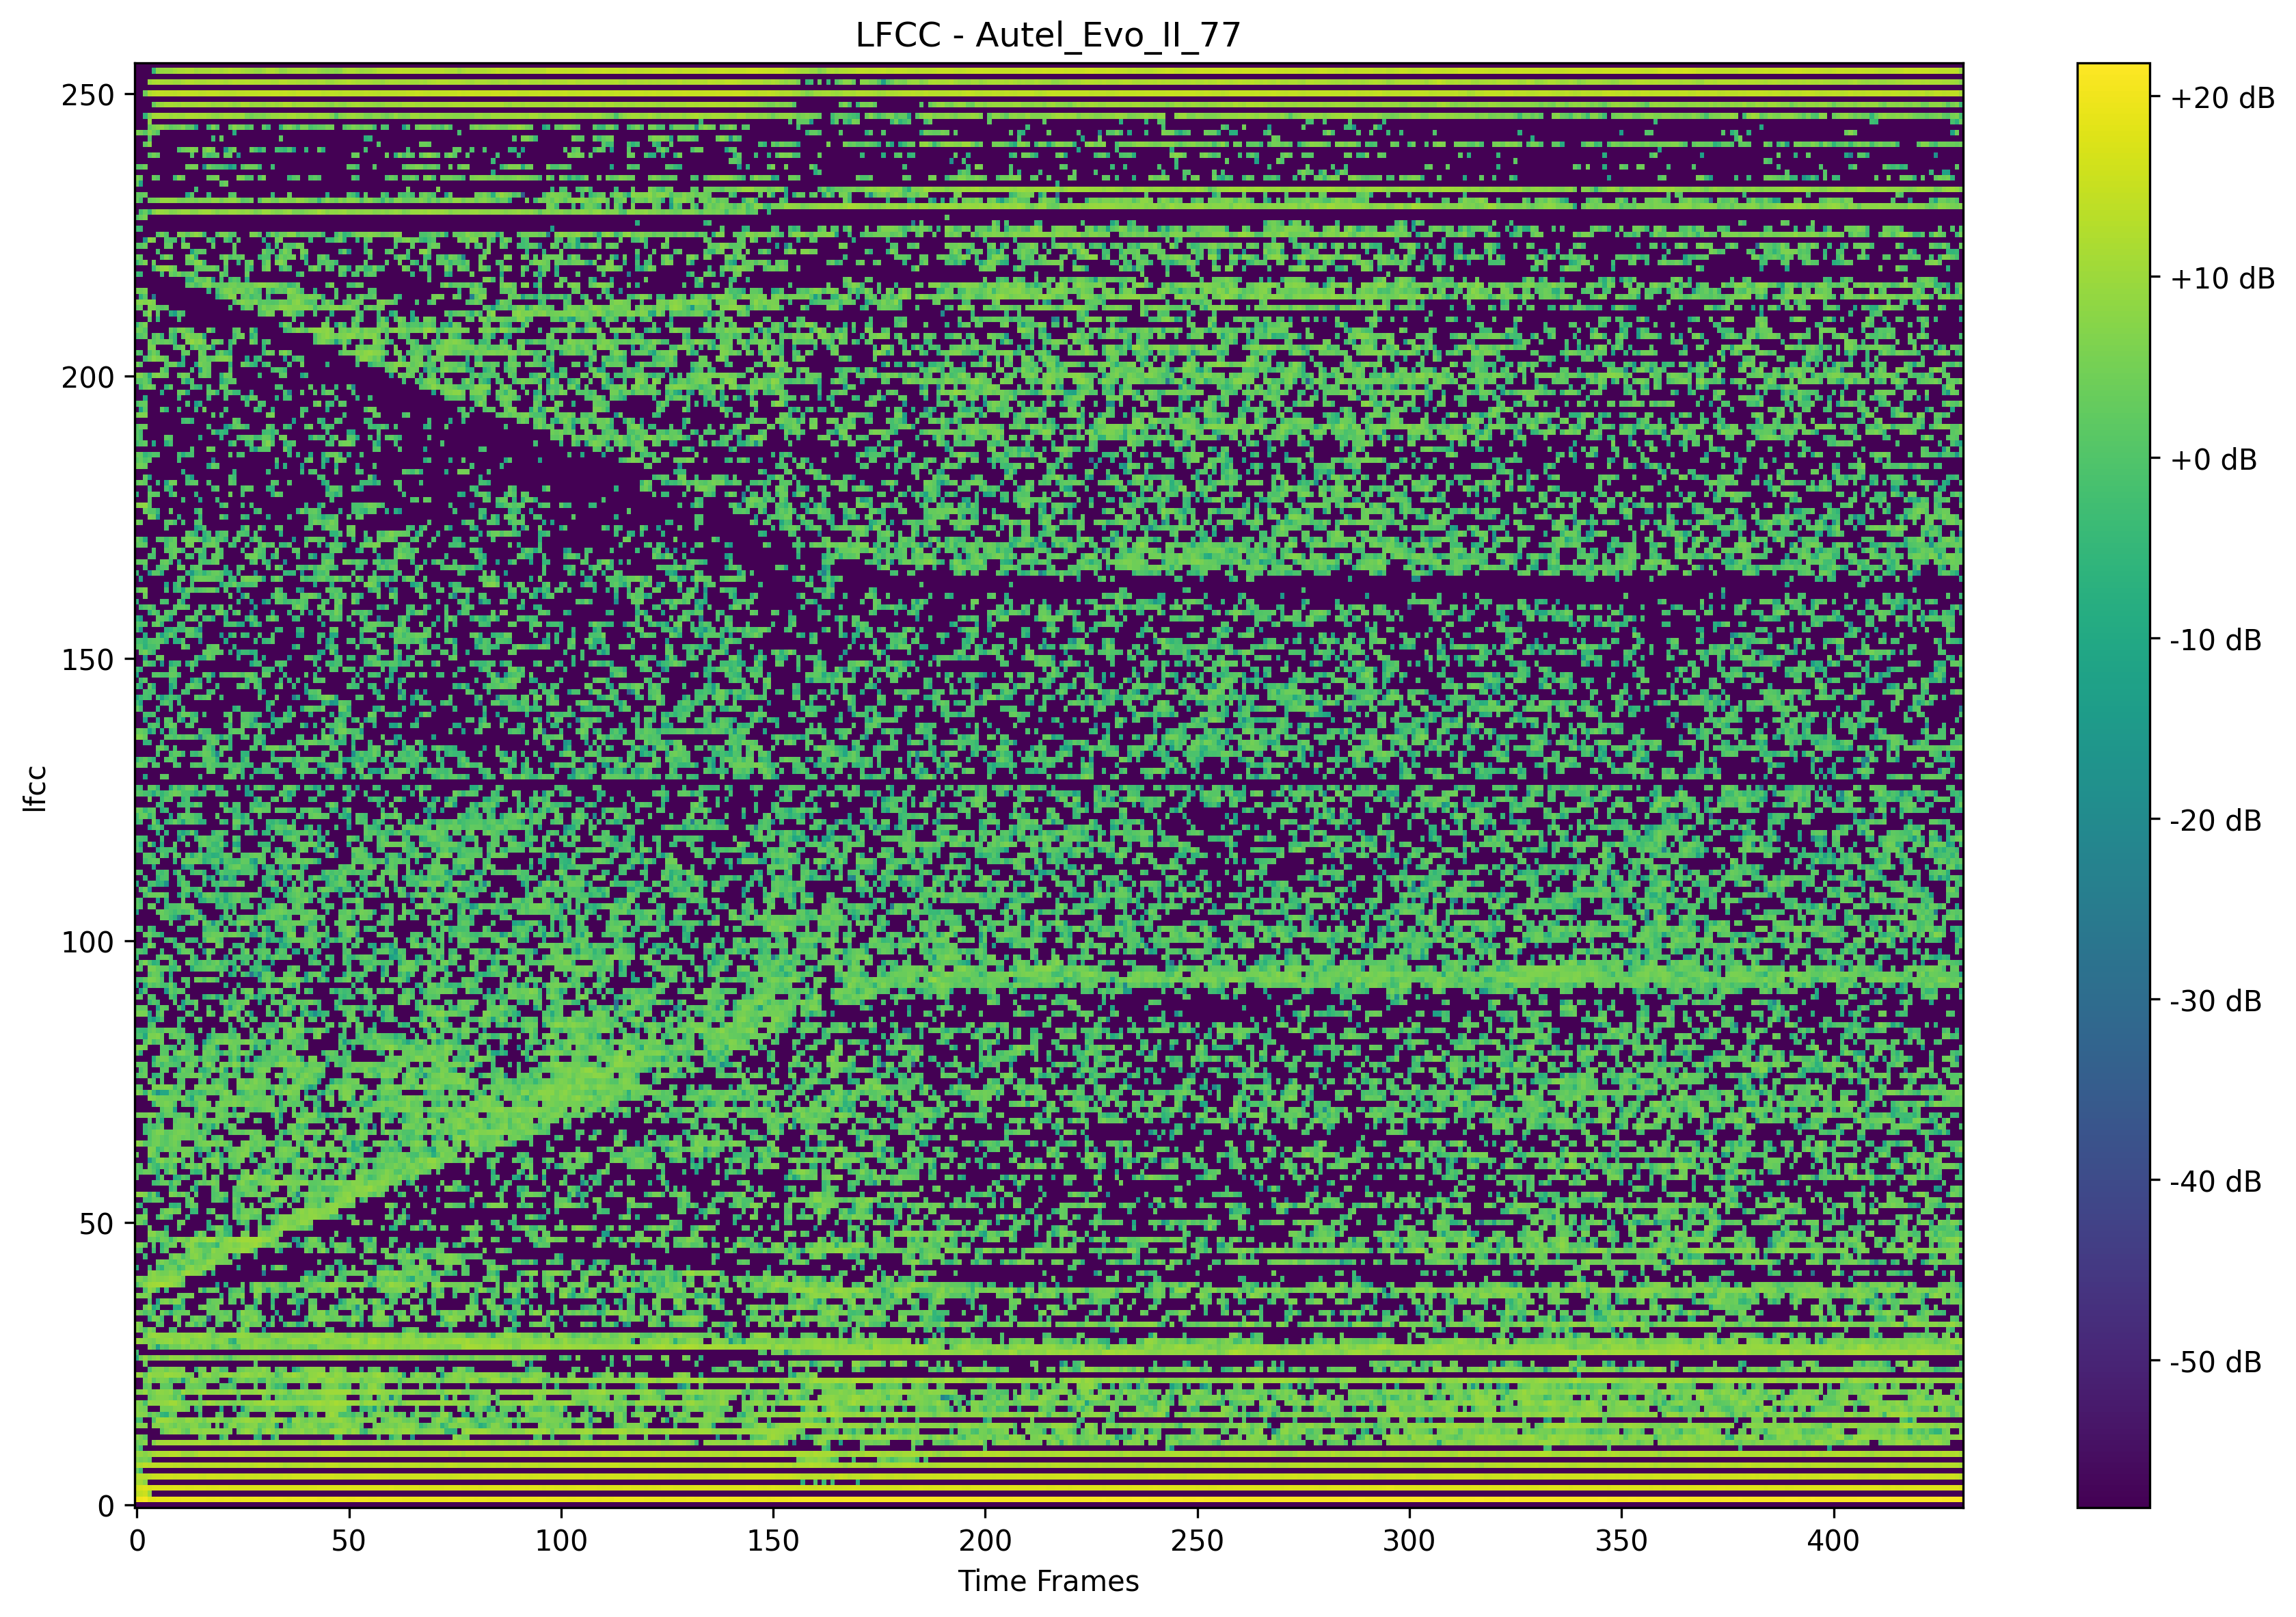 LFCC - Autel_Evo_II_77
250
200
150
100
50
0
lfcc
0 50 100 150 200 250 300 350 400
Time Frames
+20 dB
+10 dB
+0 dB
-10 dB
-20 dB
-30 dB
-40 dB
-50 dB